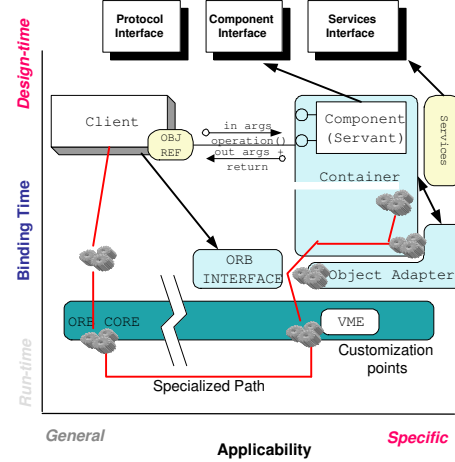 Protocol
Interface
Component
Interface
Services
Interface
Design-time
Binding Time
Run-time
Client
OBJ
REF
in args
operation()
out args +
return
Component
(Servant)
Container
Services
ORB
INTERFACE
Object Adapter
ORB CORE
VME
Customization
points
Specialized Path
General
Applicability
Specific